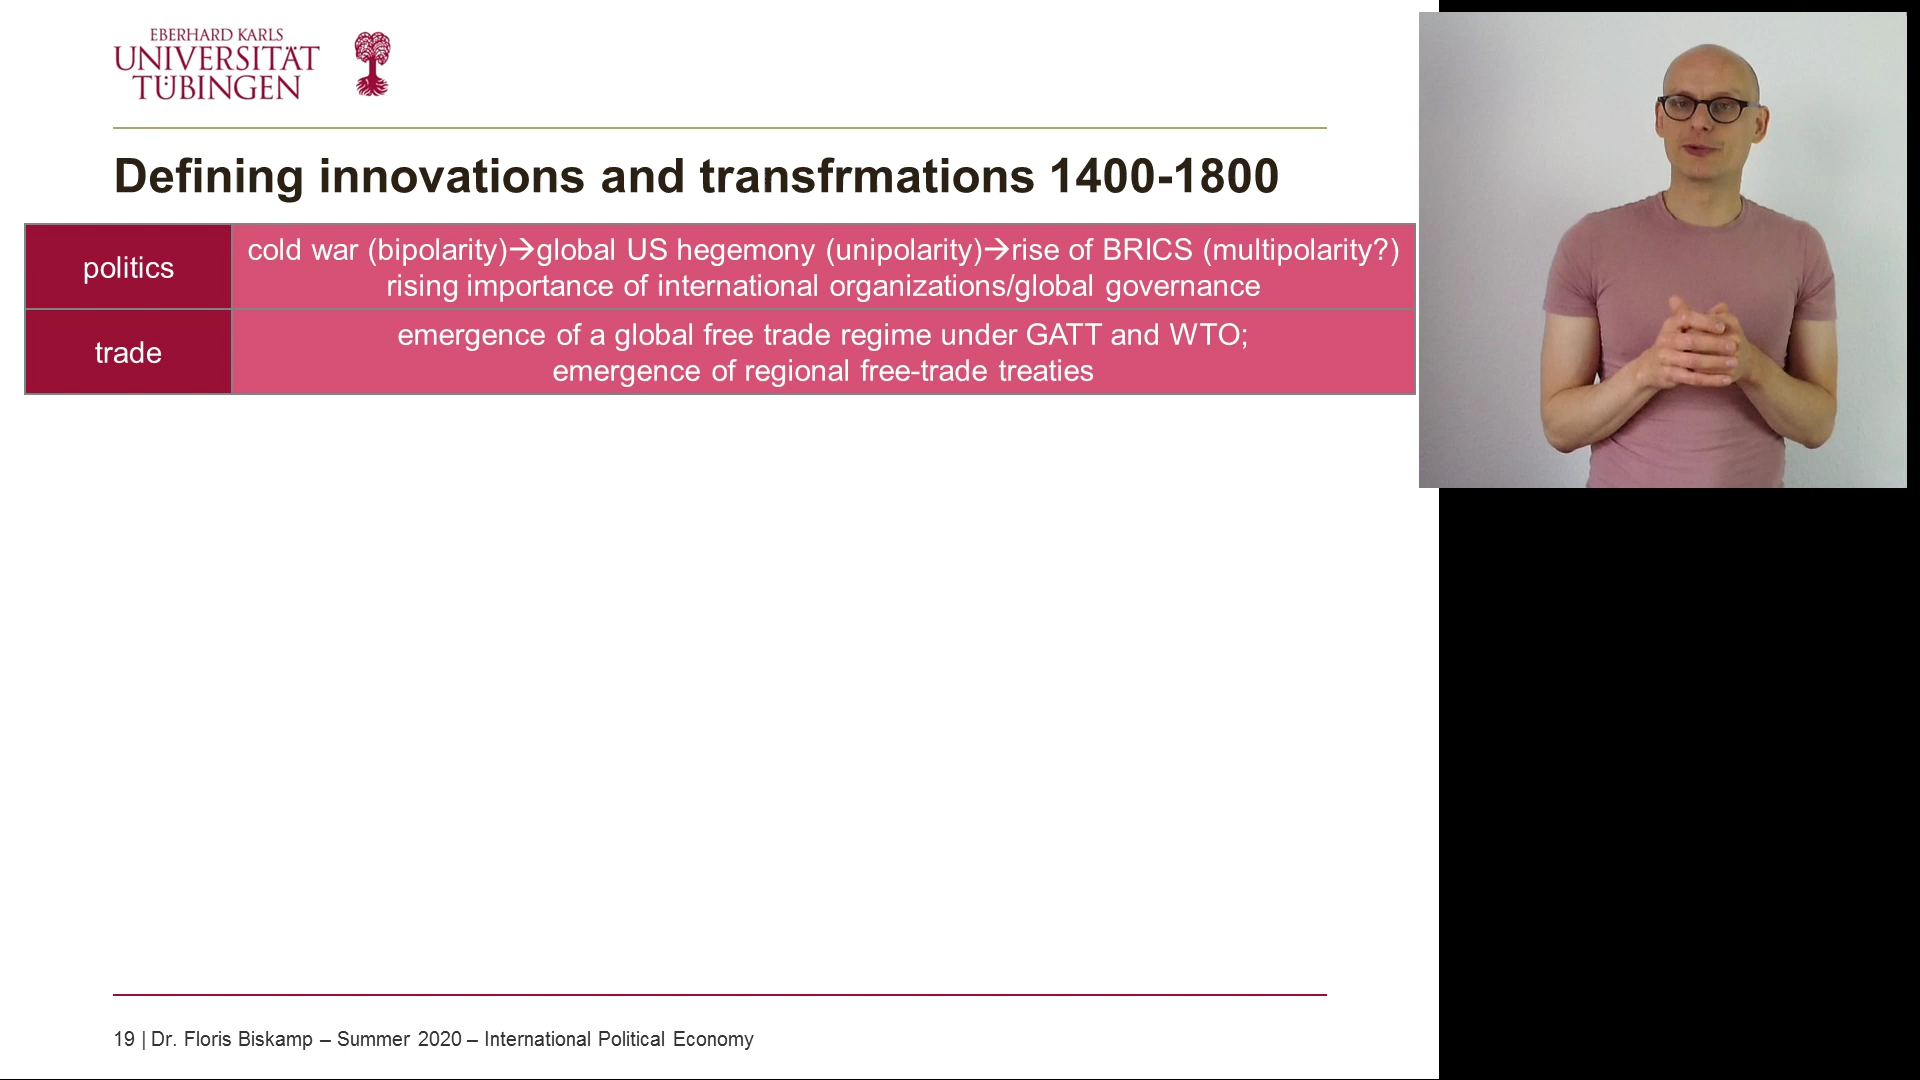 EBERHARD KARLS
UNIVERSITÄT
TÜBINGEN
Defining innovations and transfrmations 1400-1800
politics
cold war (bipolarity)→global US hegemony (unipolarity)→rise of BRICS (multipolarity?)
rising importance of international organizations/global governance
trade
emergence of a global free trade regime under GATT and WTO;
emergence of regional free-trade treaties
19 | Dr. Floris Biskamp – Summer 2020 – International Political Economy